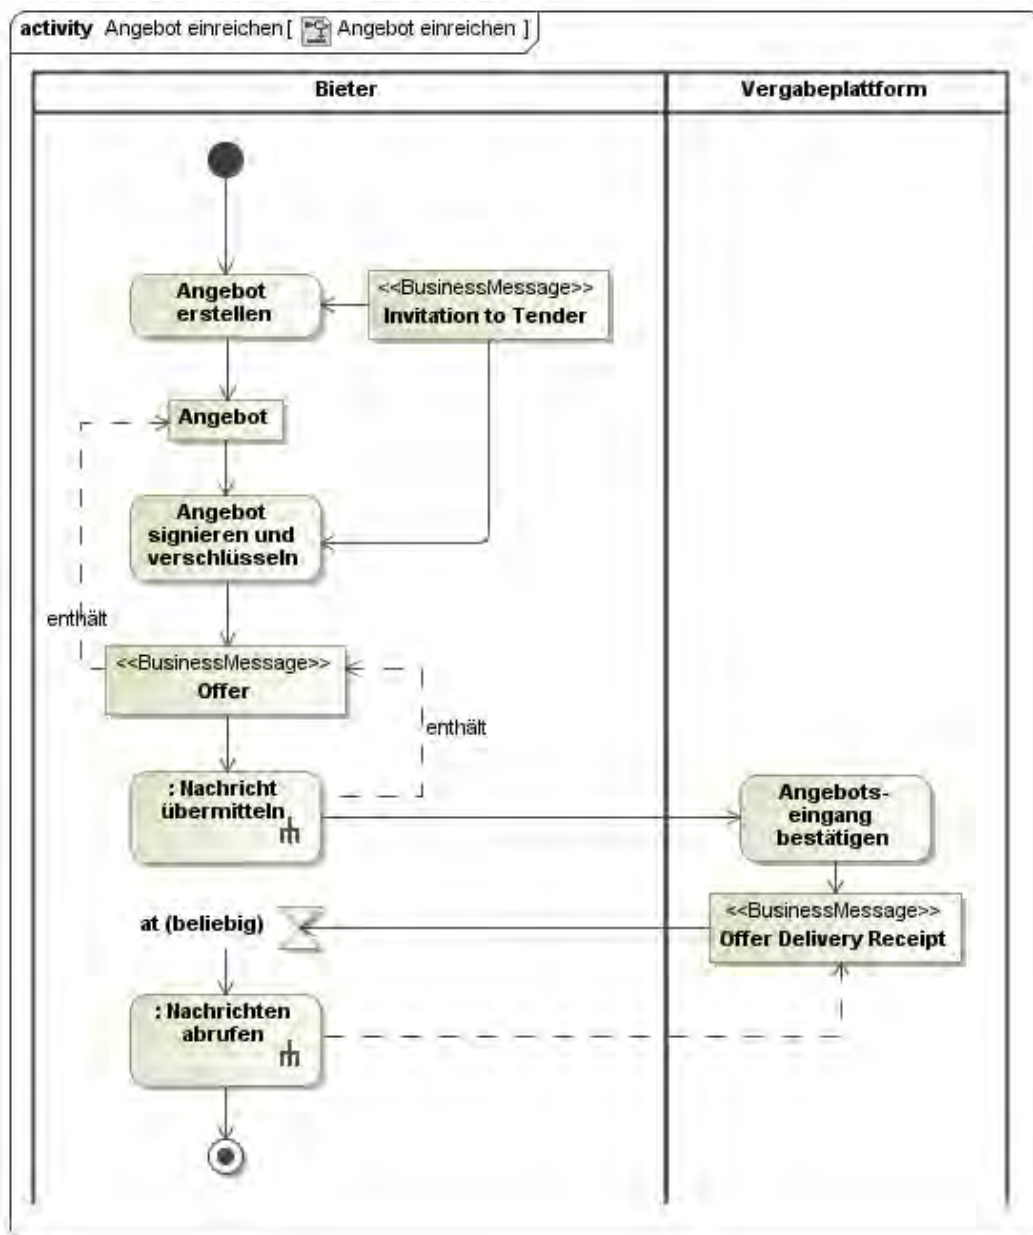 activity Angebot einreichen [ Angebot einreichen ]
Bieter
Vergabeplattform
Angebot
erstellen
<<BusinessMessage>>
Invitation to Tender
Angebot
Angebot
signieren und
verschlüsseln
enthält
<<BusinessMessage>>
Offer
enthält
: Nachricht
übermitteln
Angebots-
eingang
bestätigen
at (beliebig)
<<BusinessMessage>>
Offer Delivery Receipt
: Nachrichten
abrufen